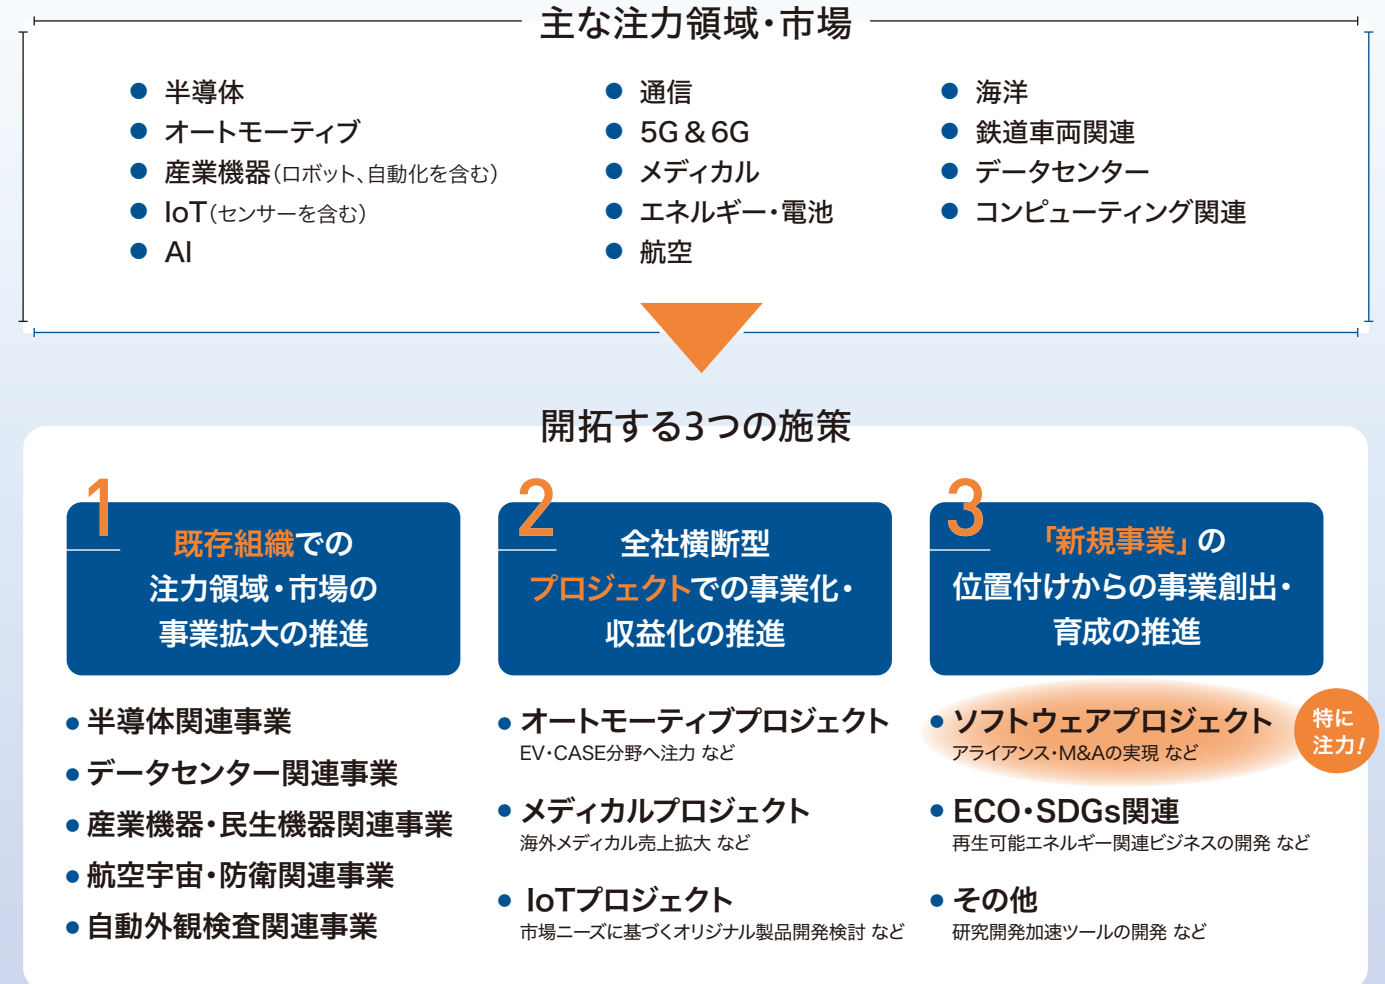 主な注力領域・市場
● 半導体
● オートモーティブ
● 産業機器(ロボット、自動化を含む)
● IoT(センサーを含む)
● AI
● 通信
● 5G & 6G
● メディカル
● エネルギー・電池
● 航空
● 海洋
● 鉄道車両関連
● データセンター
● コンピューティング関連
開拓する3つの施策
1
既存組織での
注力領域・市場の
事業拡大の推進
● 半導体関連事業
● データセンター関連事業
● 産業機器・民生機器関連事業
● 航空宇宙・防衛関連事業
● 自動外観検査関連事業
2
全社横断型
プロジェクトでの事業化・
収益化の推進
● オートモーティブプロジェクト
EV・CASE分野へ注力 など
● メディカルプロジェクト
海外メディカル売上拡大 など
● IoTプロジェクト
市場ニーズに基づくオリジナル製品開発検討 など
3
「新規事業」の
位置付けからの事業創出・
育成の推進
● ソフトウェアプロジェクト
アライアンス・M&Aの実現 など
特に
注力!
● ECO・SDGs関連
再生可能エネルギー関連ビジネスの開発 など
● その他
研究開発加速ツールの開発 など